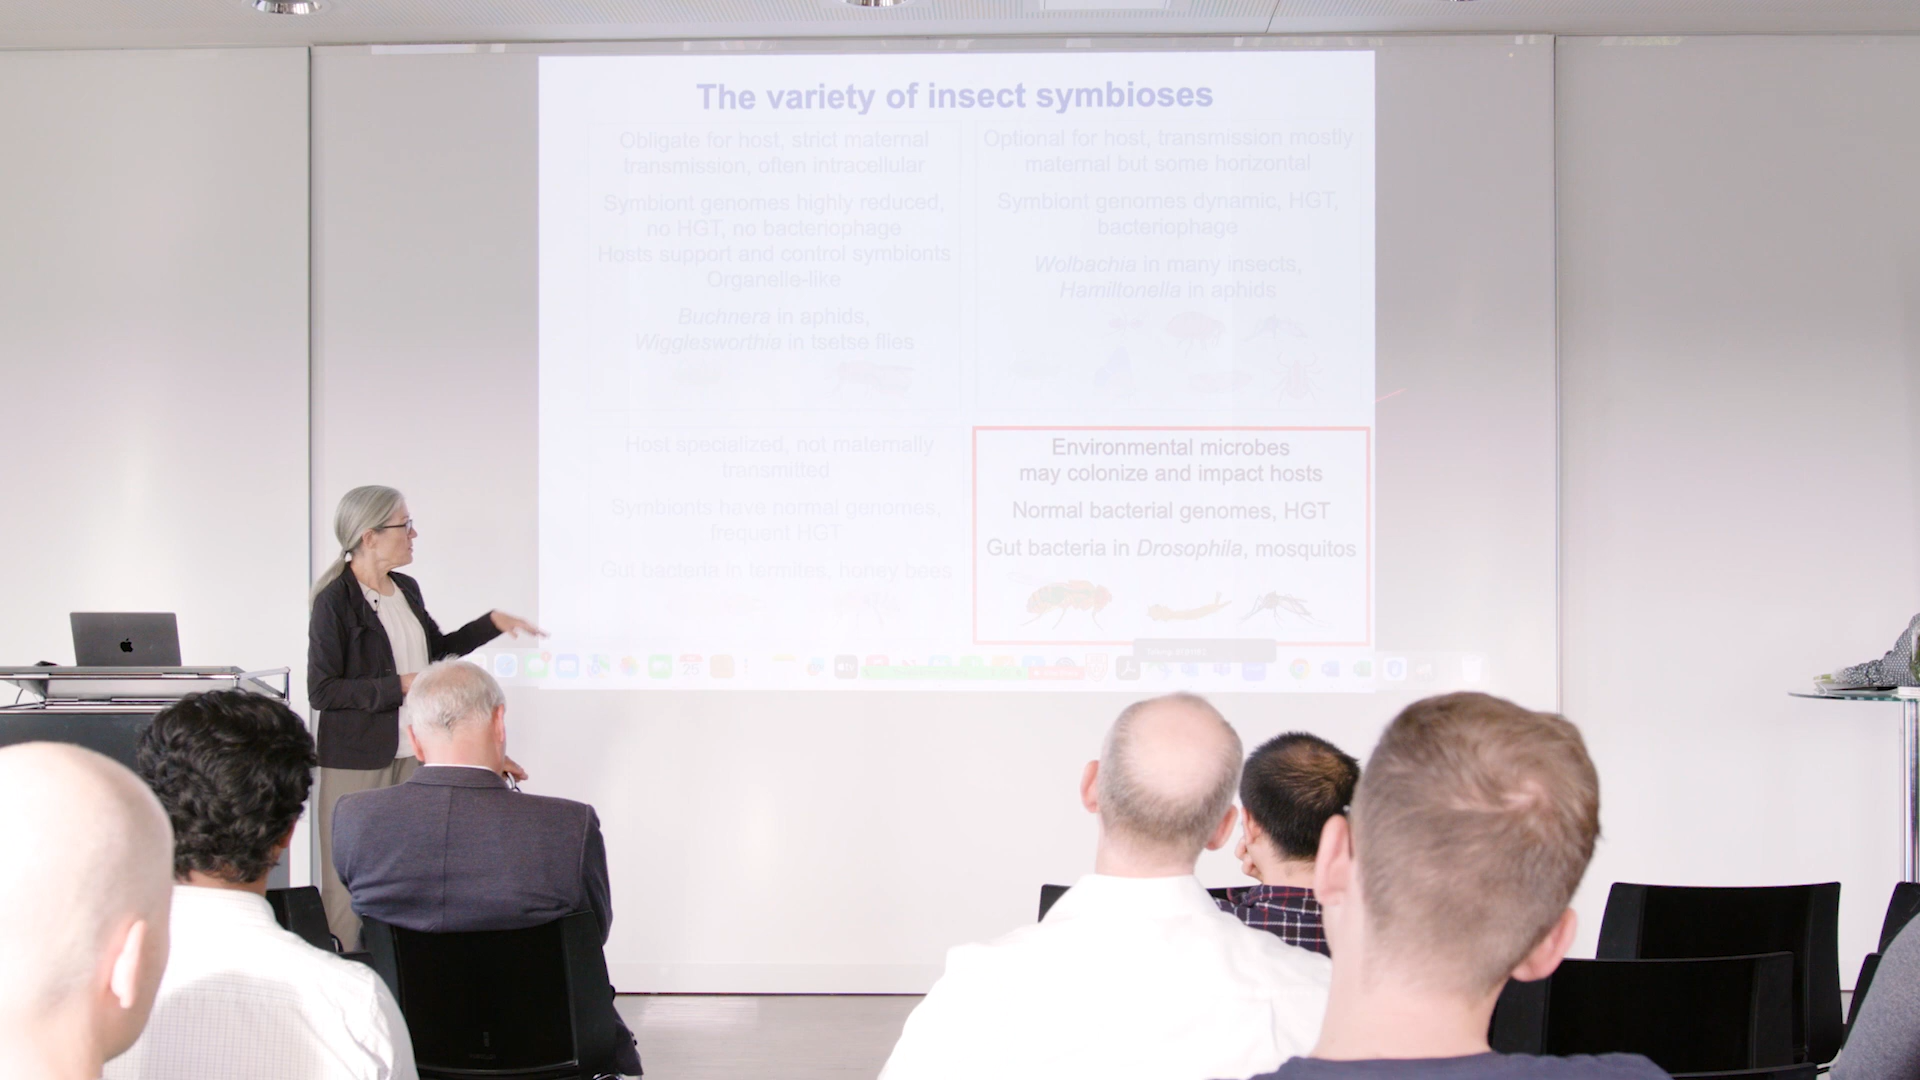 The variety of insect symbioses
Obligate for host, strict maternal
transmission, often intracellular
Symbiont genomes highly reduced,
no HGT, no bacteriophage
Hosts support and control symbionts
Organelle-like
Buchnera in aphids,
Wigglesworthia in tsetse flies
Optional for host, transmission mostly
maternal but some horizontal
Symbiont genomes dynamic, HGT,
bacteriophage
Wolbachia in many insects,
Hamiltonella in aphids
Host specialized, not maternally
transmitted
Symbionts have normal genomes,
frequent HGT
Gut bacteria in termites, honey bees
Environmental microbes
may colonize and impact hosts
Normal bacterial genomes, HGT
Gut bacteria in Drosophila, mosquitos